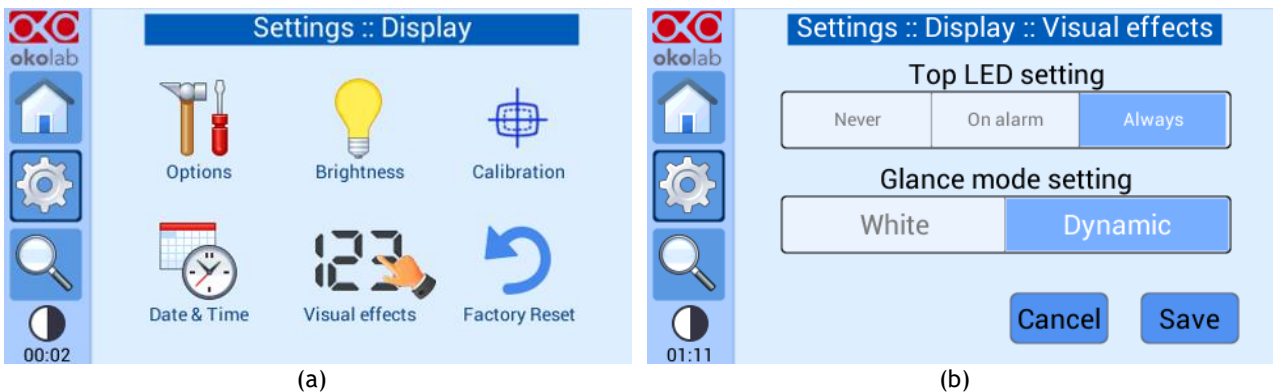 okolab
Settings :: Display
Options
Brightness
Calibration
123
Date & Time
Visual effects
Factory Reset
00:02
(a)
okolab
Settings :: Display :: Visual effects
Top LED setting
Never
On alarm
Always
Glance mode setting
White
Dynamic
Cancel
Save
01:11
(b)